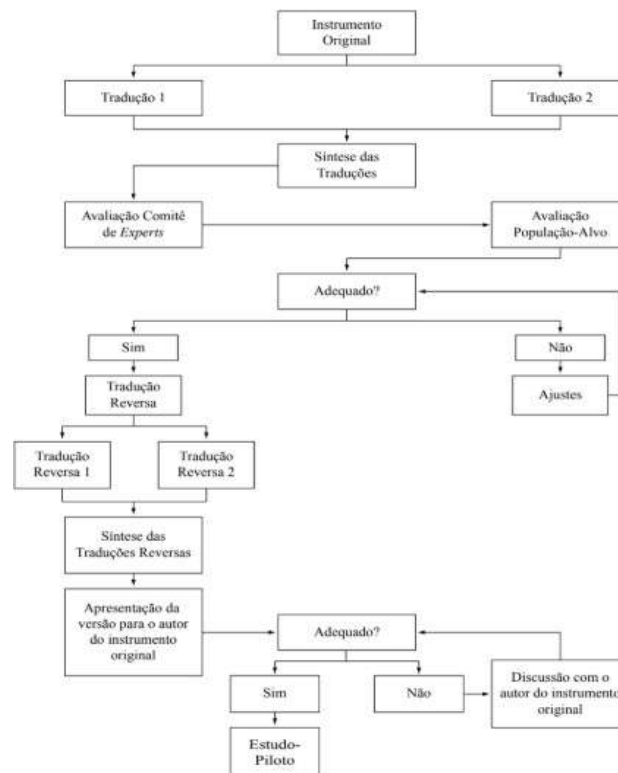 Instrumento
Original
Tradução 1
Tradução 2
Síntese das
Traduções
Avaliação Comitê
de Experts
Avaliação
População-Alvo
Adequado?
Sim
Não
Tradução
Reversa
Ajustes
Tradução
Reversa 1
Tradução
Reversa 2
Síntese das
Traduções Reversas
Apresentação da
versão para o autor
do instrumento
original
Adequado?
Sim
Não
Discussão com o
autor do instrumento
original
Estudo-
Piloto